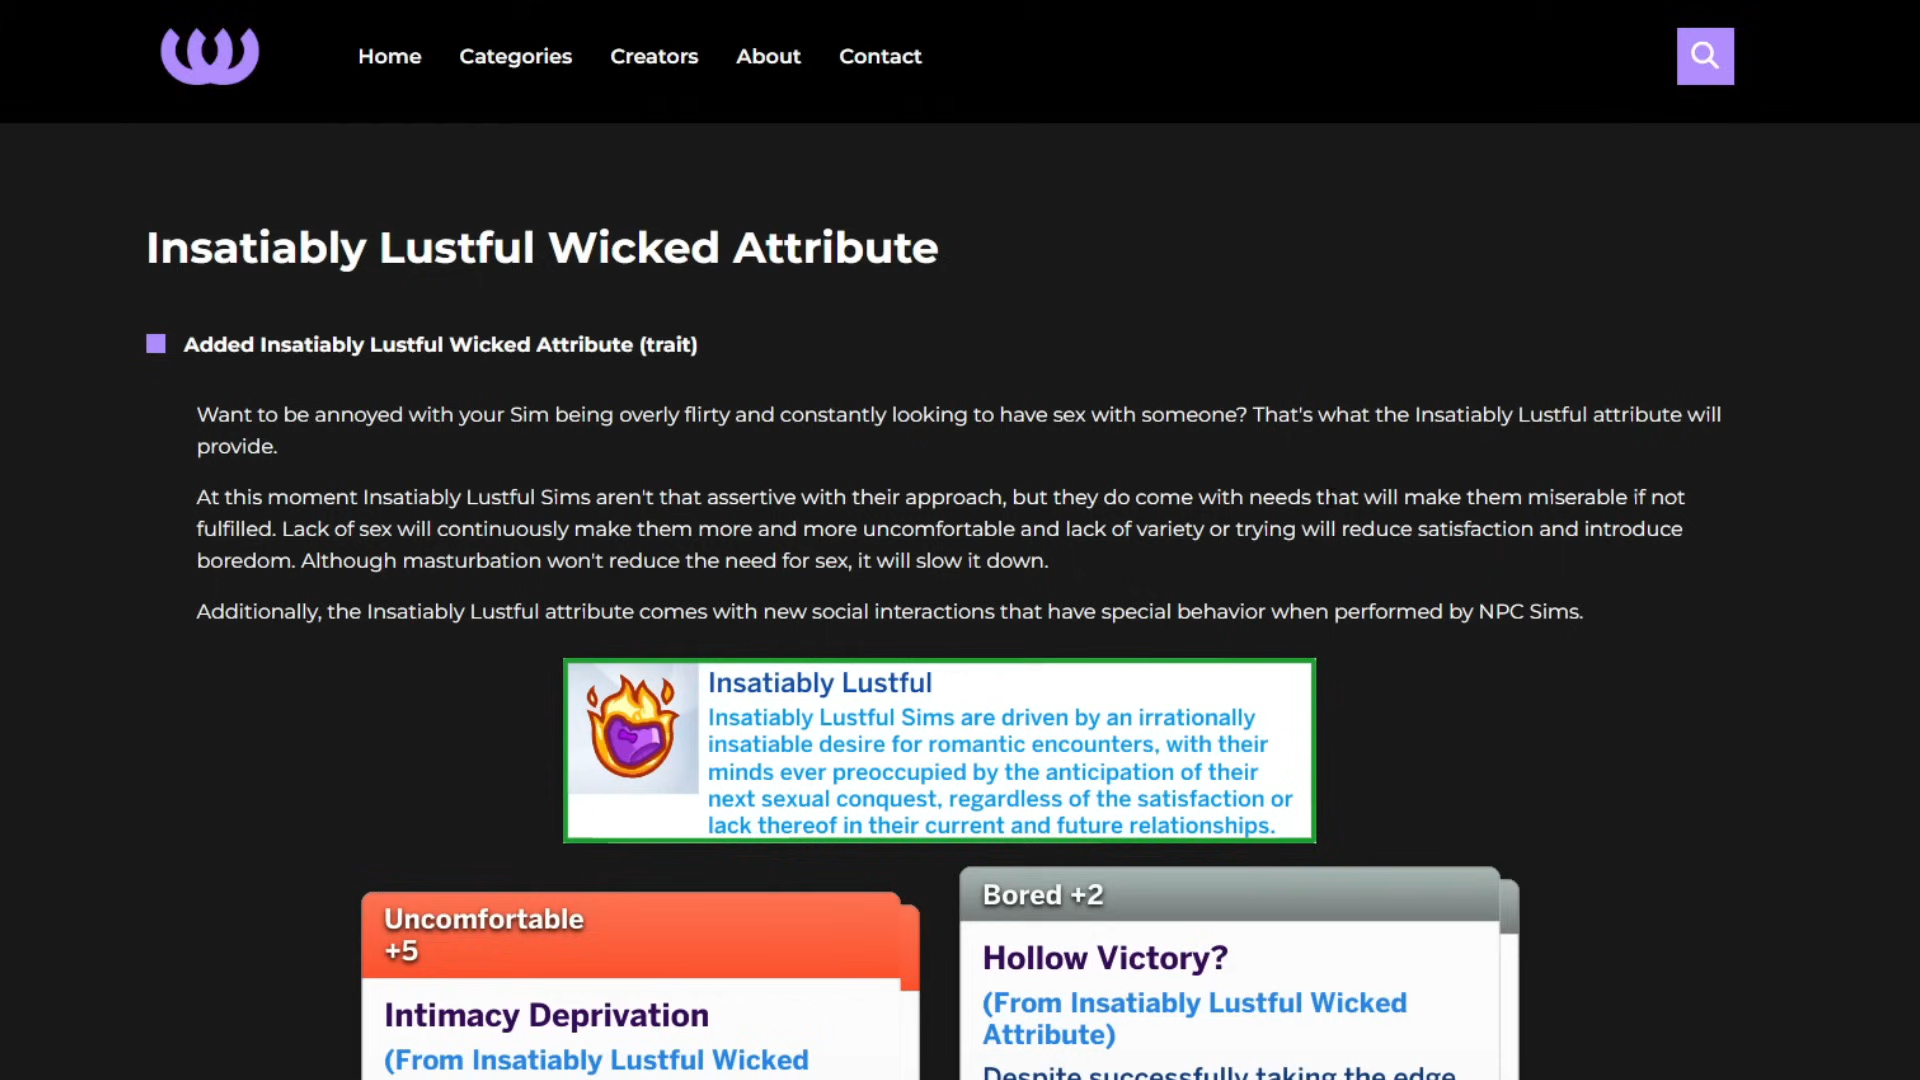 Home Categories Creators About Contact
Insatiably Lustful Wicked Attribute
Added Insatiably Lustful Wicked Attribute (trait)
Want to be annoyed with your Sim being overly flirty and constantly looking to have sex with someone? That's what the Insatiably Lustful attribute will
provide.
At this moment Insatiably Lustful Sims aren't that assertive with their approach, but they do come with needs that will make them miserable if not
fulfilled. Lack of sex will continuously make them more and more uncomfortable and lack of variety or trying will reduce satisfaction and introduce
boredom. Although masturbation won't reduce the need for sex, it will slow it down.
Additionally, the Insatiably Lustful attribute comes with new social interactions that have special behavior when performed by NPC Sims.
Insatiably Lustful
Insatiably Lustful Sims are driven by an irrationally
insatiable desire for romantic encounters, with their
minds ever preoccupied by the anticipation of their
next sexual conquest, regardless of the satisfaction or
lack thereof in their current and future relationships.
Uncomfortable
+5
Intimacy Deprivation
(From Insatiably Lustful Wicked
Bored +2
Hollow Victory?
(From Insatiably Lustful Wicked
Attribute)
Despite successfully taking the edge